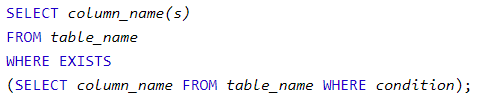 SELECT column_name(s)
FROM table_name
WHERE EXISTS
(SELECT column_name FROM table_name WHERE condition);